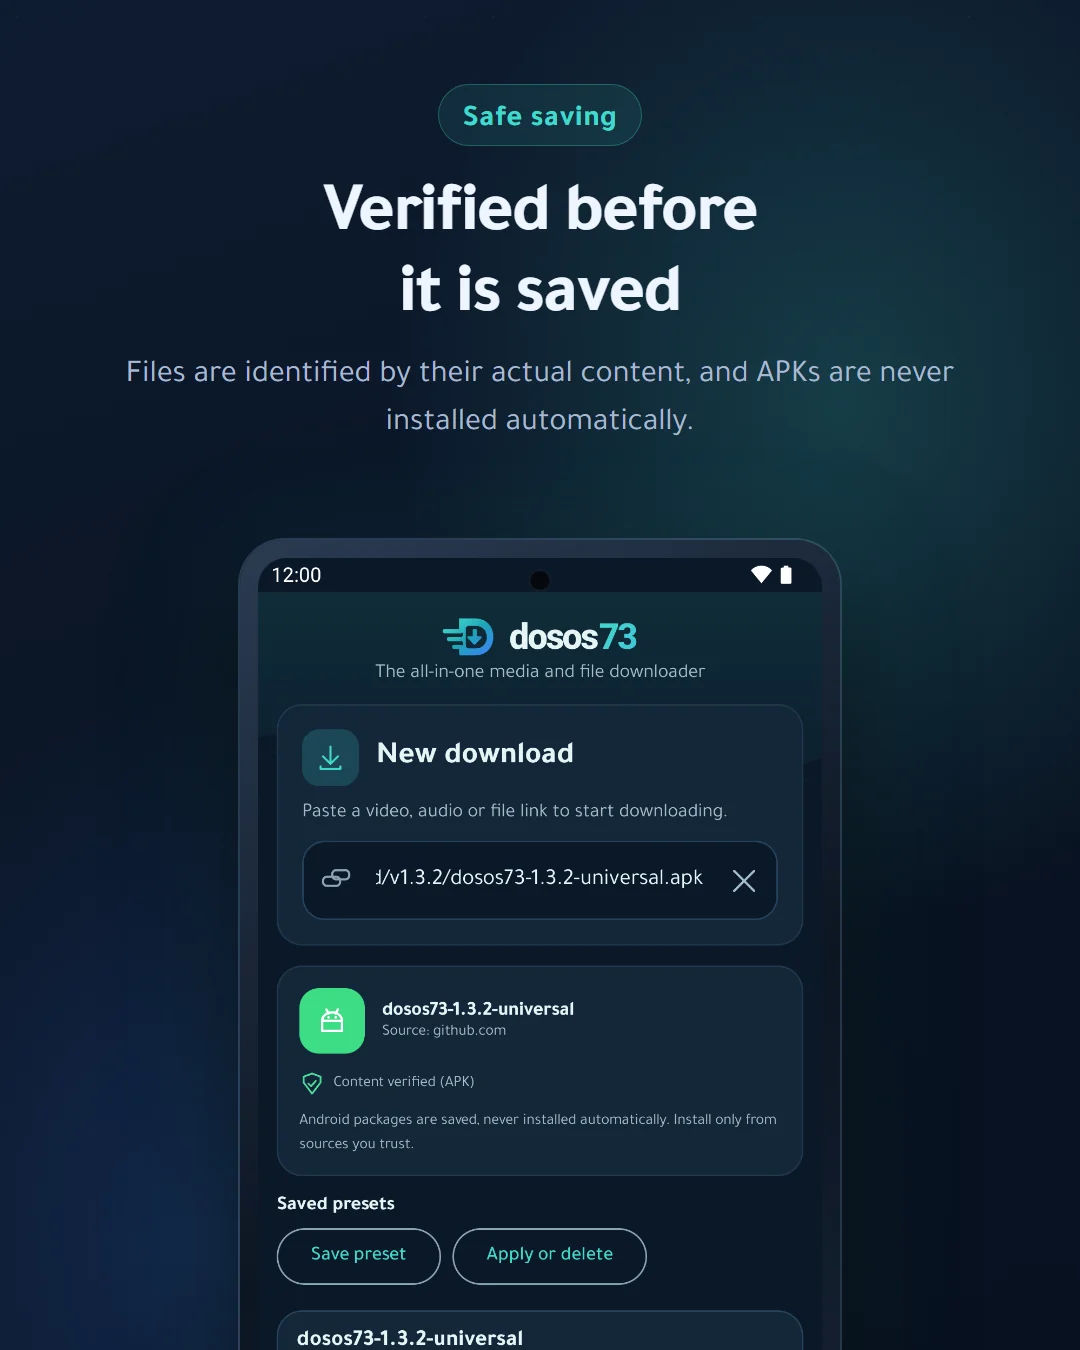 Safe saving
Verified before
it is saved
Files are identified by their actual content, and APKs are never
installed automatically.
12:00
dosos73
The all-in-one media and file downloader
New download
Paste a video, audio or file link to start downloading.
d/v1.3.2/dosos73-1.3.2-universal.apk
dosos73-1.3.2-universal
Source: github.com
Content verified (APK)
Android packages are saved, never installed automatically. Install only from
sources you trust.
Saved presets
Save preset
Apply or delete
dosos73-1.3.2-universal